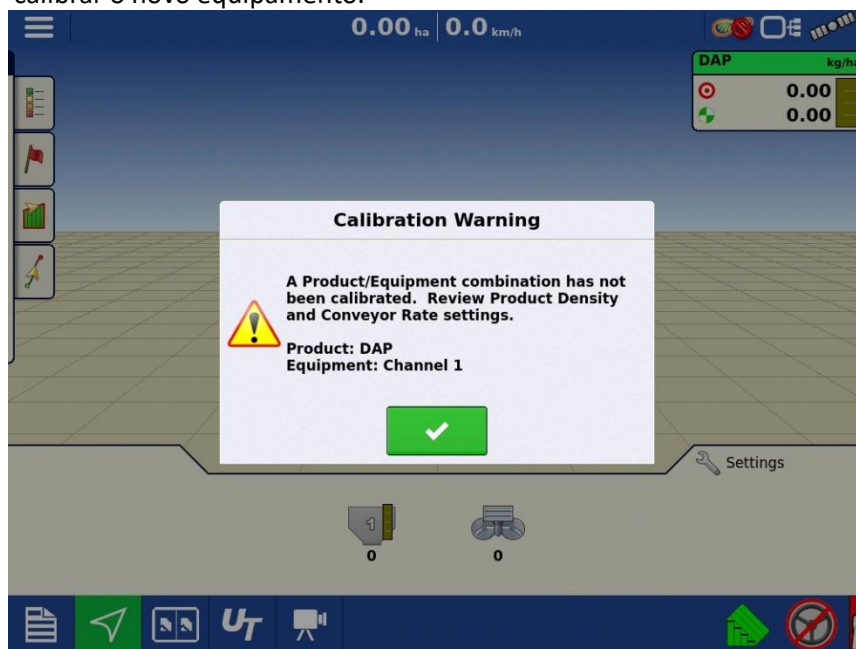 calibrar o novo equipamento.
0.00 ha 0.0 km/h
DAP kg/ha
0.00
0.00
Calibration Warning
A Product/Equipment combination has not
been calibrated. Review Product Density
and Conveyor Rate settings.
Product: DAP
Equipment: Channel 1
Settings
1
0 0
UT